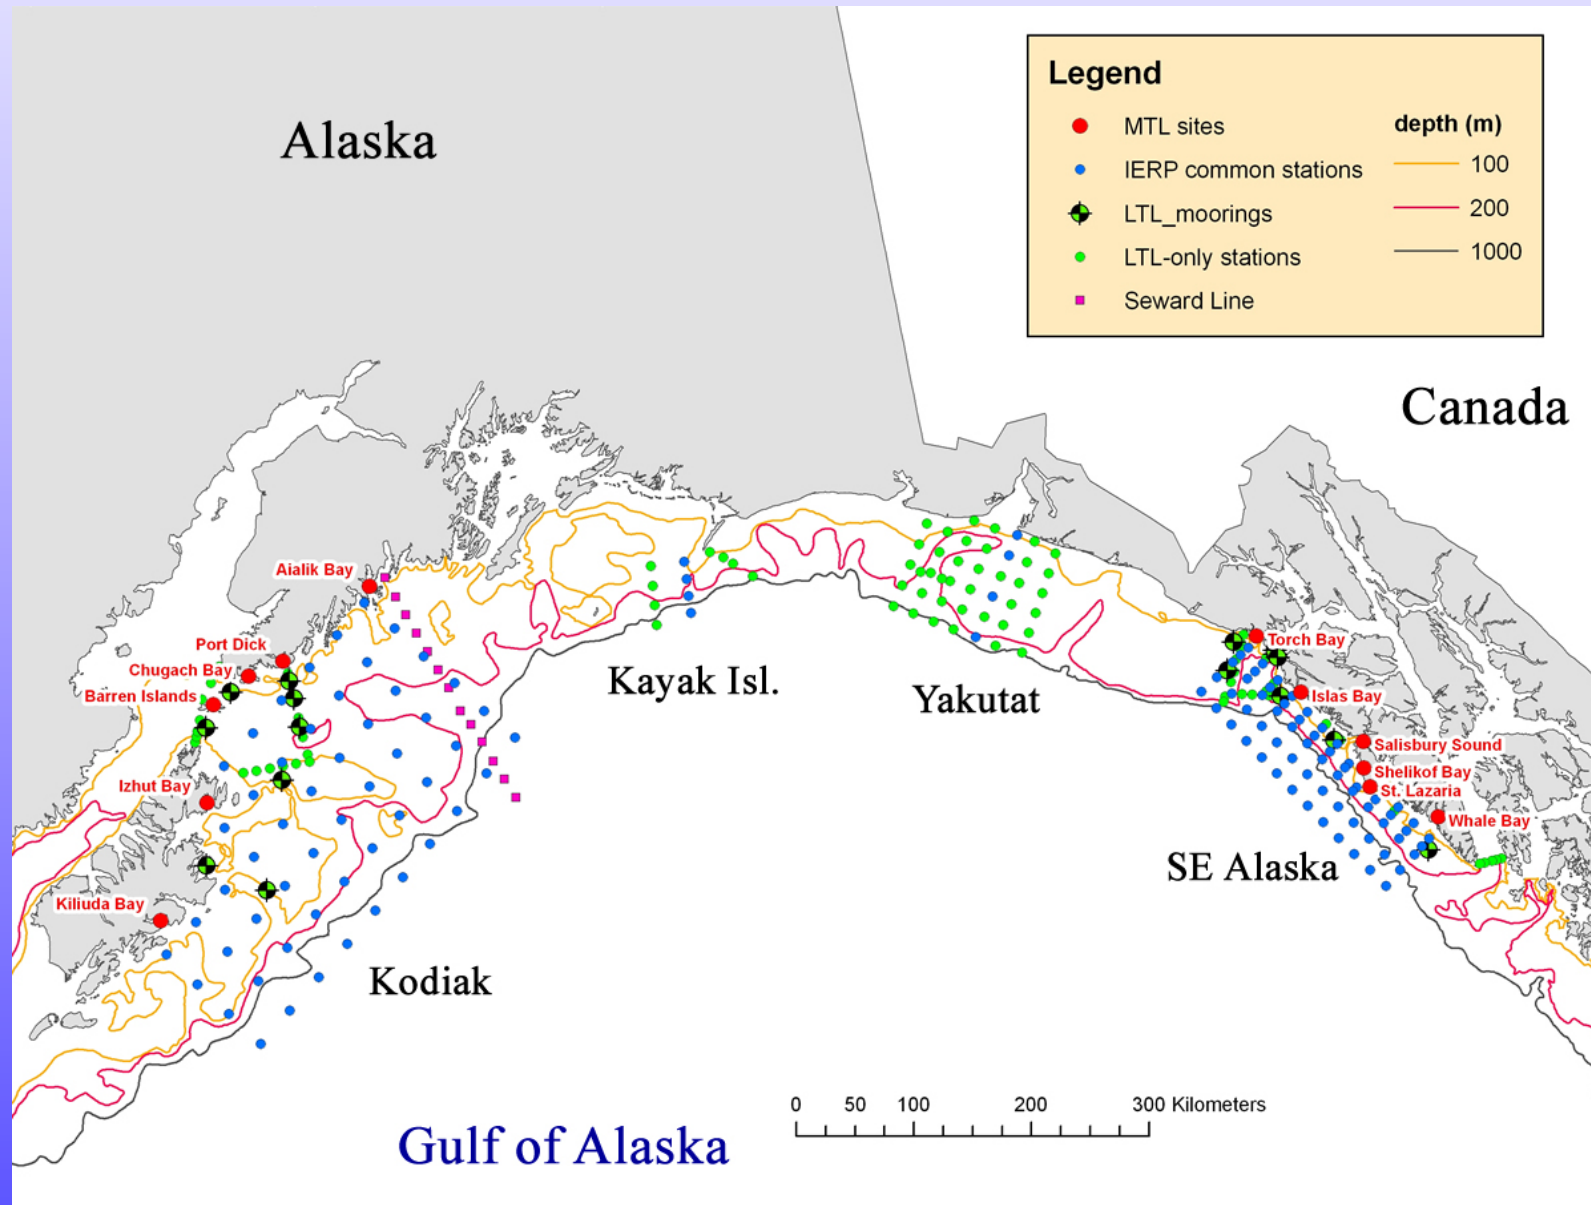 Alaska
Legend
MTL sites
IERP common stations
LTL_moorings
LTL-only stations
Seward Line
depth (m)
100
200
1000
Canada
Aialik Bay
Port Dick
Chugach Bay
Barren Islands
Izhut Bay
Kiliuda Bay
Kayak Isl.
Yakutat
Torch Bay
Islas Bay
Salisbury Sound
Shelikof Bay
St. Lazaria
Whale Bay
SE Alaska
Kodiak
0 50 100 200 300 Kilometers
Gulf of Alaska